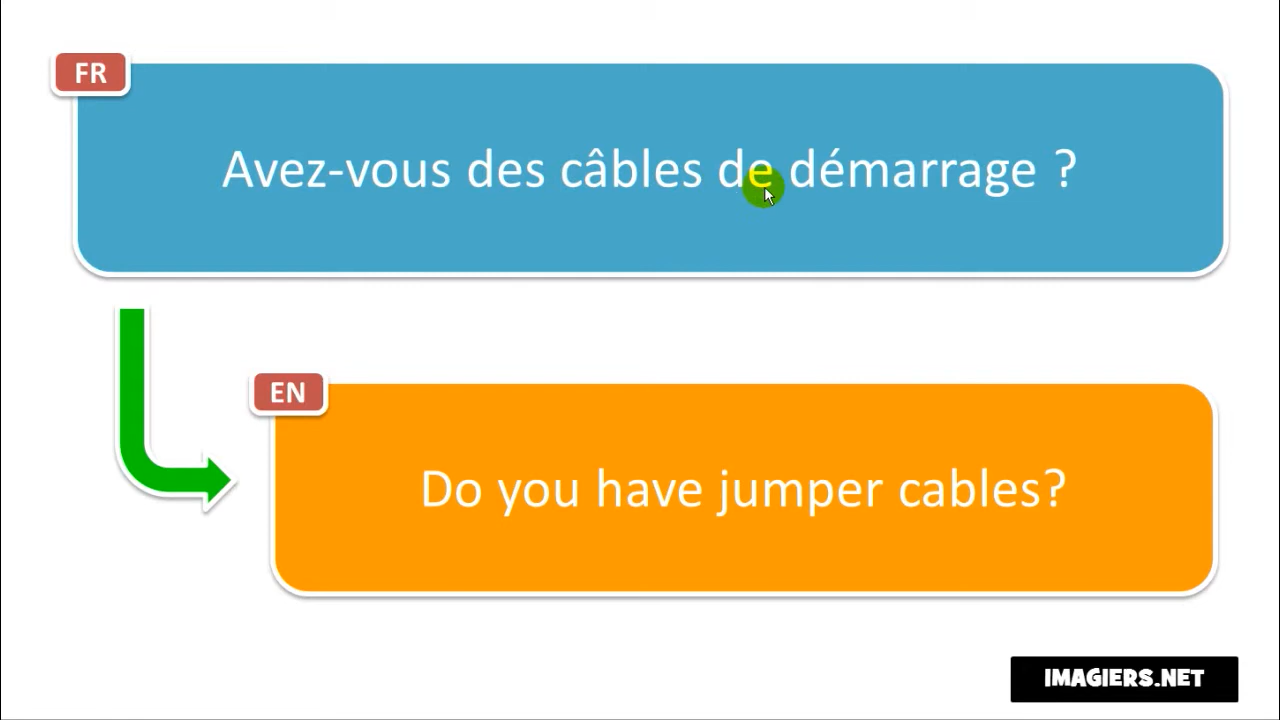 FR
Avez-vous des câbles de démarrage ?
EN
Do you have jumper cables?
IMAGIERS.NET